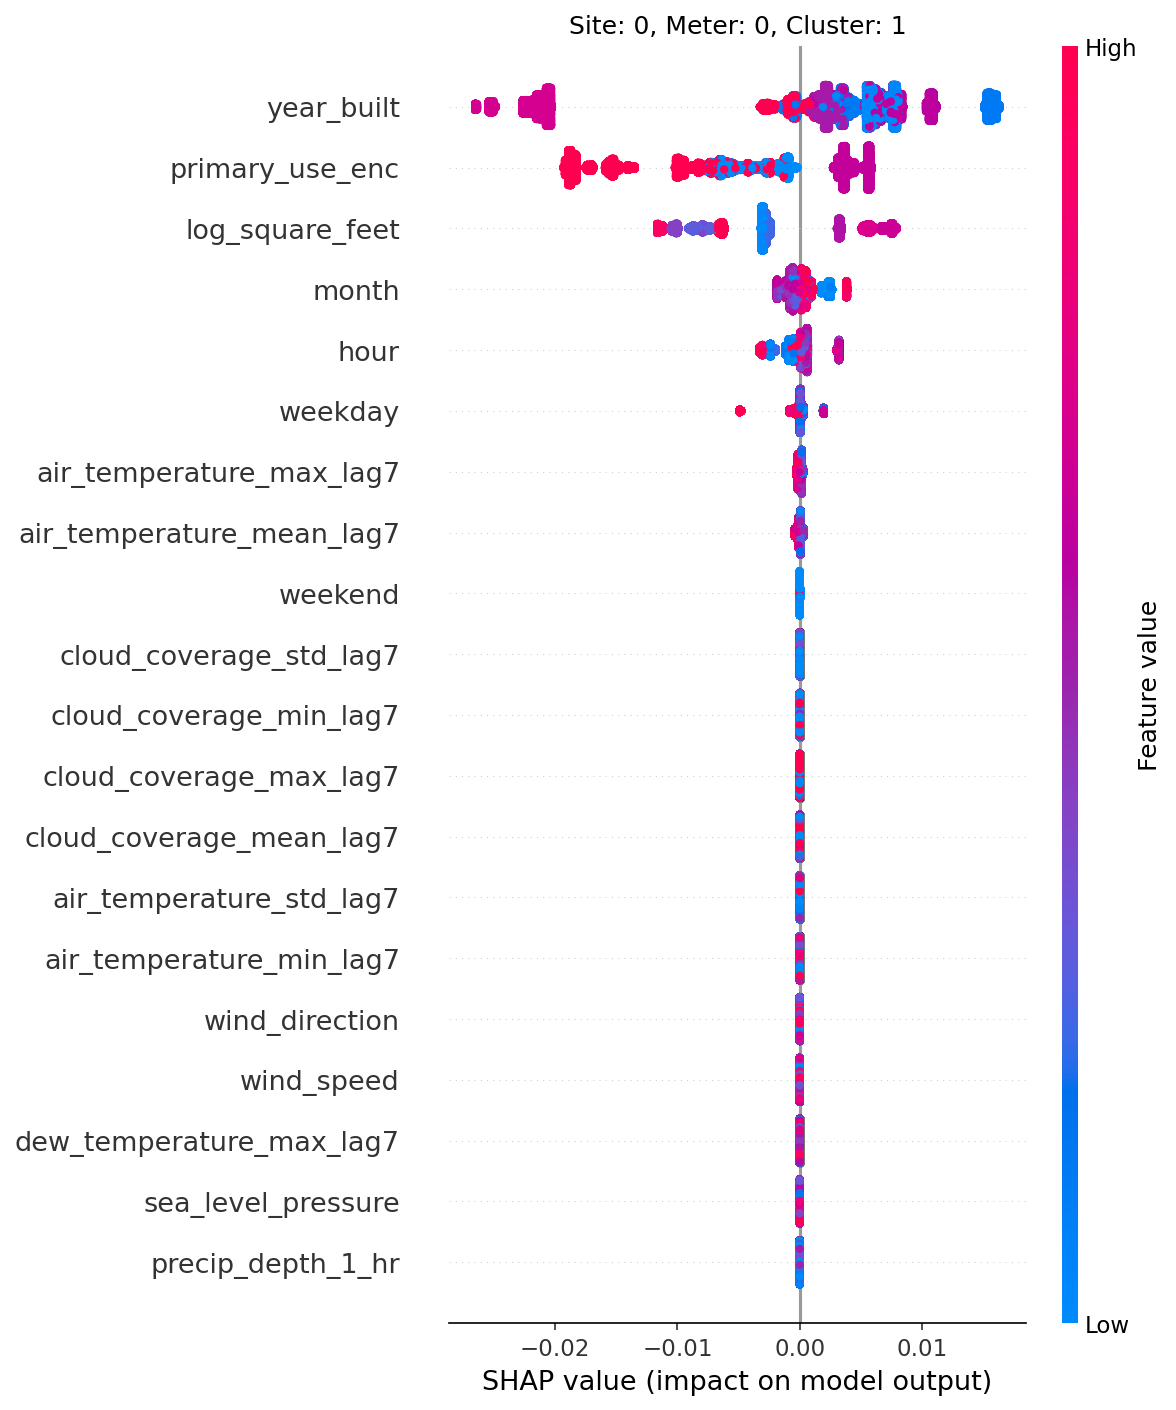 Site: 0, Meter: 0, Cluster: 1
High
year_built
primary_use_enc
log_square_feet
month
hour
weekday
air_temperature_max_lag7
air_temperature_mean_lag7
weekend
cloud_coverage_std_lag7
cloud_coverage_min_lag7
cloud_coverage_max_lag7
cloud_coverage_mean_lag7
air_temperature_std_lag7
air_temperature_min_lag7
wind_direction
wind_speed
dew_temperature_max_lag7
sea_level_pressure
precip_depth_1_hr
Feature value
Low
−0.02 −0.01 0.00 0.01
SHAP value (impact on model output)